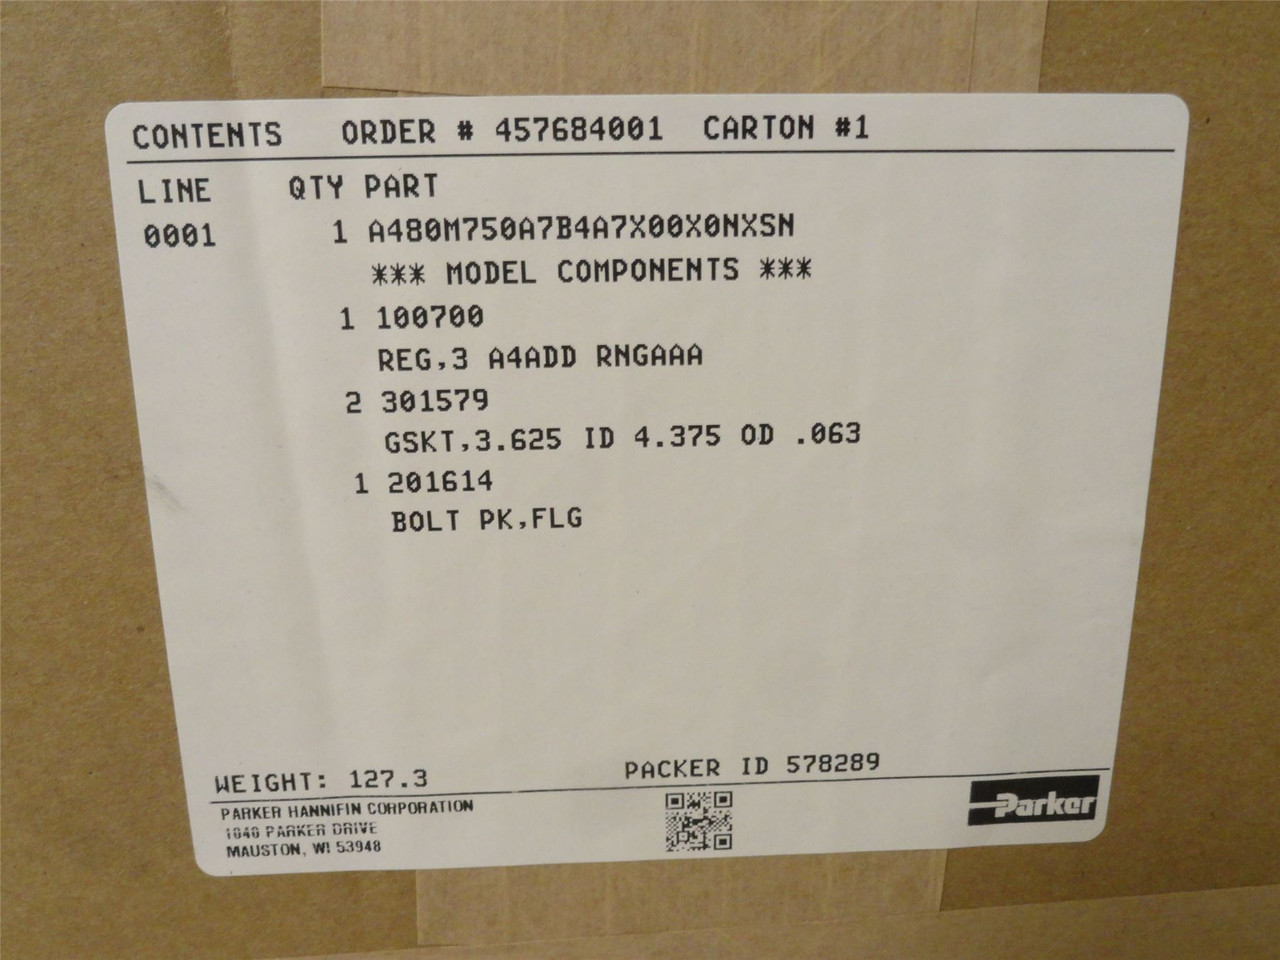 CONTENTS ORDER # 457684001 CARTON #1
LINE QTY PART
0001 1 A480M750A7B4A7X00X0NXSN
*** MODEL COMPONENTS ***
1 100700
REG,3 A4ADD RNGAAA
2 301579
GSKT,3.625 ID 4.375 OD .063
1 201614
BOLT PK,FLG
WEIGHT: 127.3 PACKER ID 578289
PARKER HANNIFIN CORPORATION
1040 PARKER DRIVE
MAUSTON, WI 53948
Parker